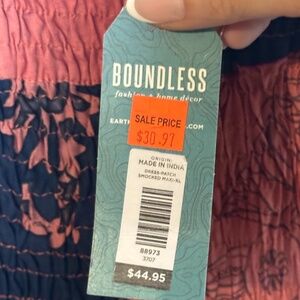 BOUNDLESS
fashion + home décor
EARTH
.COM
SALE PRICE
$30.97
ORIGIN:
MADE IN INDIA
DRESS-PATCH
SMOCKED MAXI-XL
88973
3707
$44.95